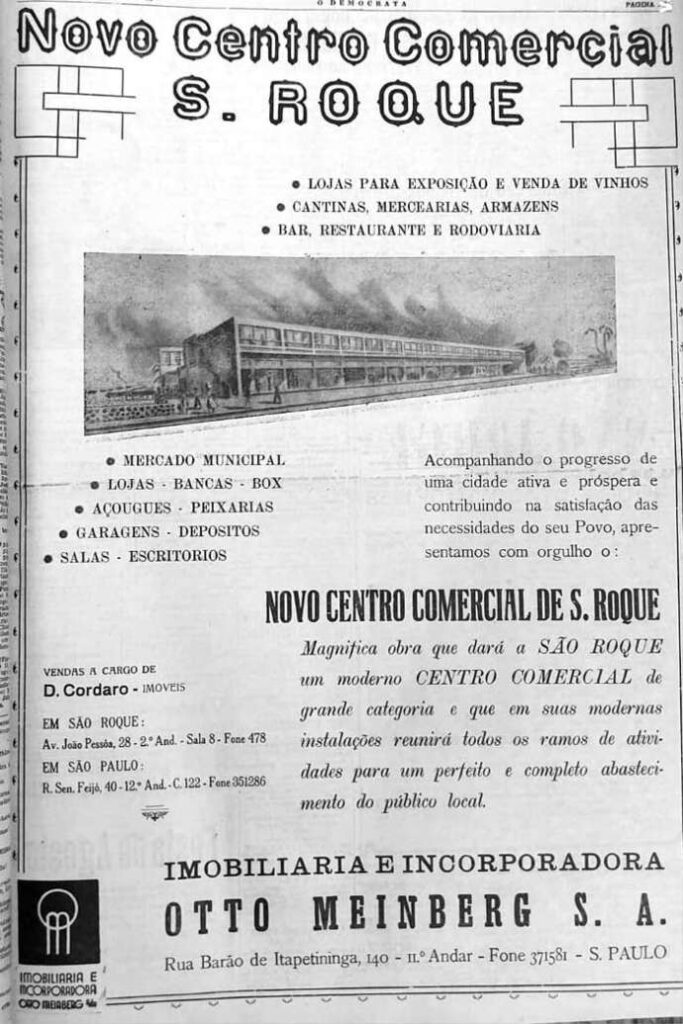 O DEMOCRATA
PAGINA
Novo Centro Comercial
S. ROQUE
• LOJAS PARA EXPOSIÇÃO E VENDA DE VINHOS
• CANTINAS, MERCEARIAS, ARMAZENS
• BAR, RESTAURANTE E RODOVIARIA
• MERCADO MUNICIPAL
• LOJAS - BANCAS - BOX
• AÇOUGUES - PEIXARIAS
• GARAGENS - DEPOSITOS
• SALAS - ESCRITORIOS
Acompanhando o progresso de
uma cidade ativa e próspera e
contribuindo na satisfação das
necessidades do seu Povo, apre-
sentamos com orgulho o :
NOVO CENTRO COMERCIAL DE S. ROQUE
Magnifica obra que dará a SÃO ROQUE
um moderno CENTRO COMERCIAL de
grande categoria e que em suas modernas
instalações reunirá todos os ramos de ativi-
dades para um perfeito e completo abasteci-
mento do público local.
VENDAS A CARGO DE
D. Cordaro - IMOVEIS
EM SÃO ROQUE:
Av. João Pessôa, 28 - 2.º And. - Sala 8 - Fone 478
EM SÃO PAULO:
R. Sen. Feijó, 40 - 12.º And. - C. 122 - Fone 351286
IMOBILIARIA E INCORPORADORA
OTTO MEINBERG S. A.
Rua Barão de Itapetininga, 140 - 11.º Andar - Fone 371581 - S. PAULO
IMOBILIARIA E
INCORPORADORA
OTTO MEINBERG S/A